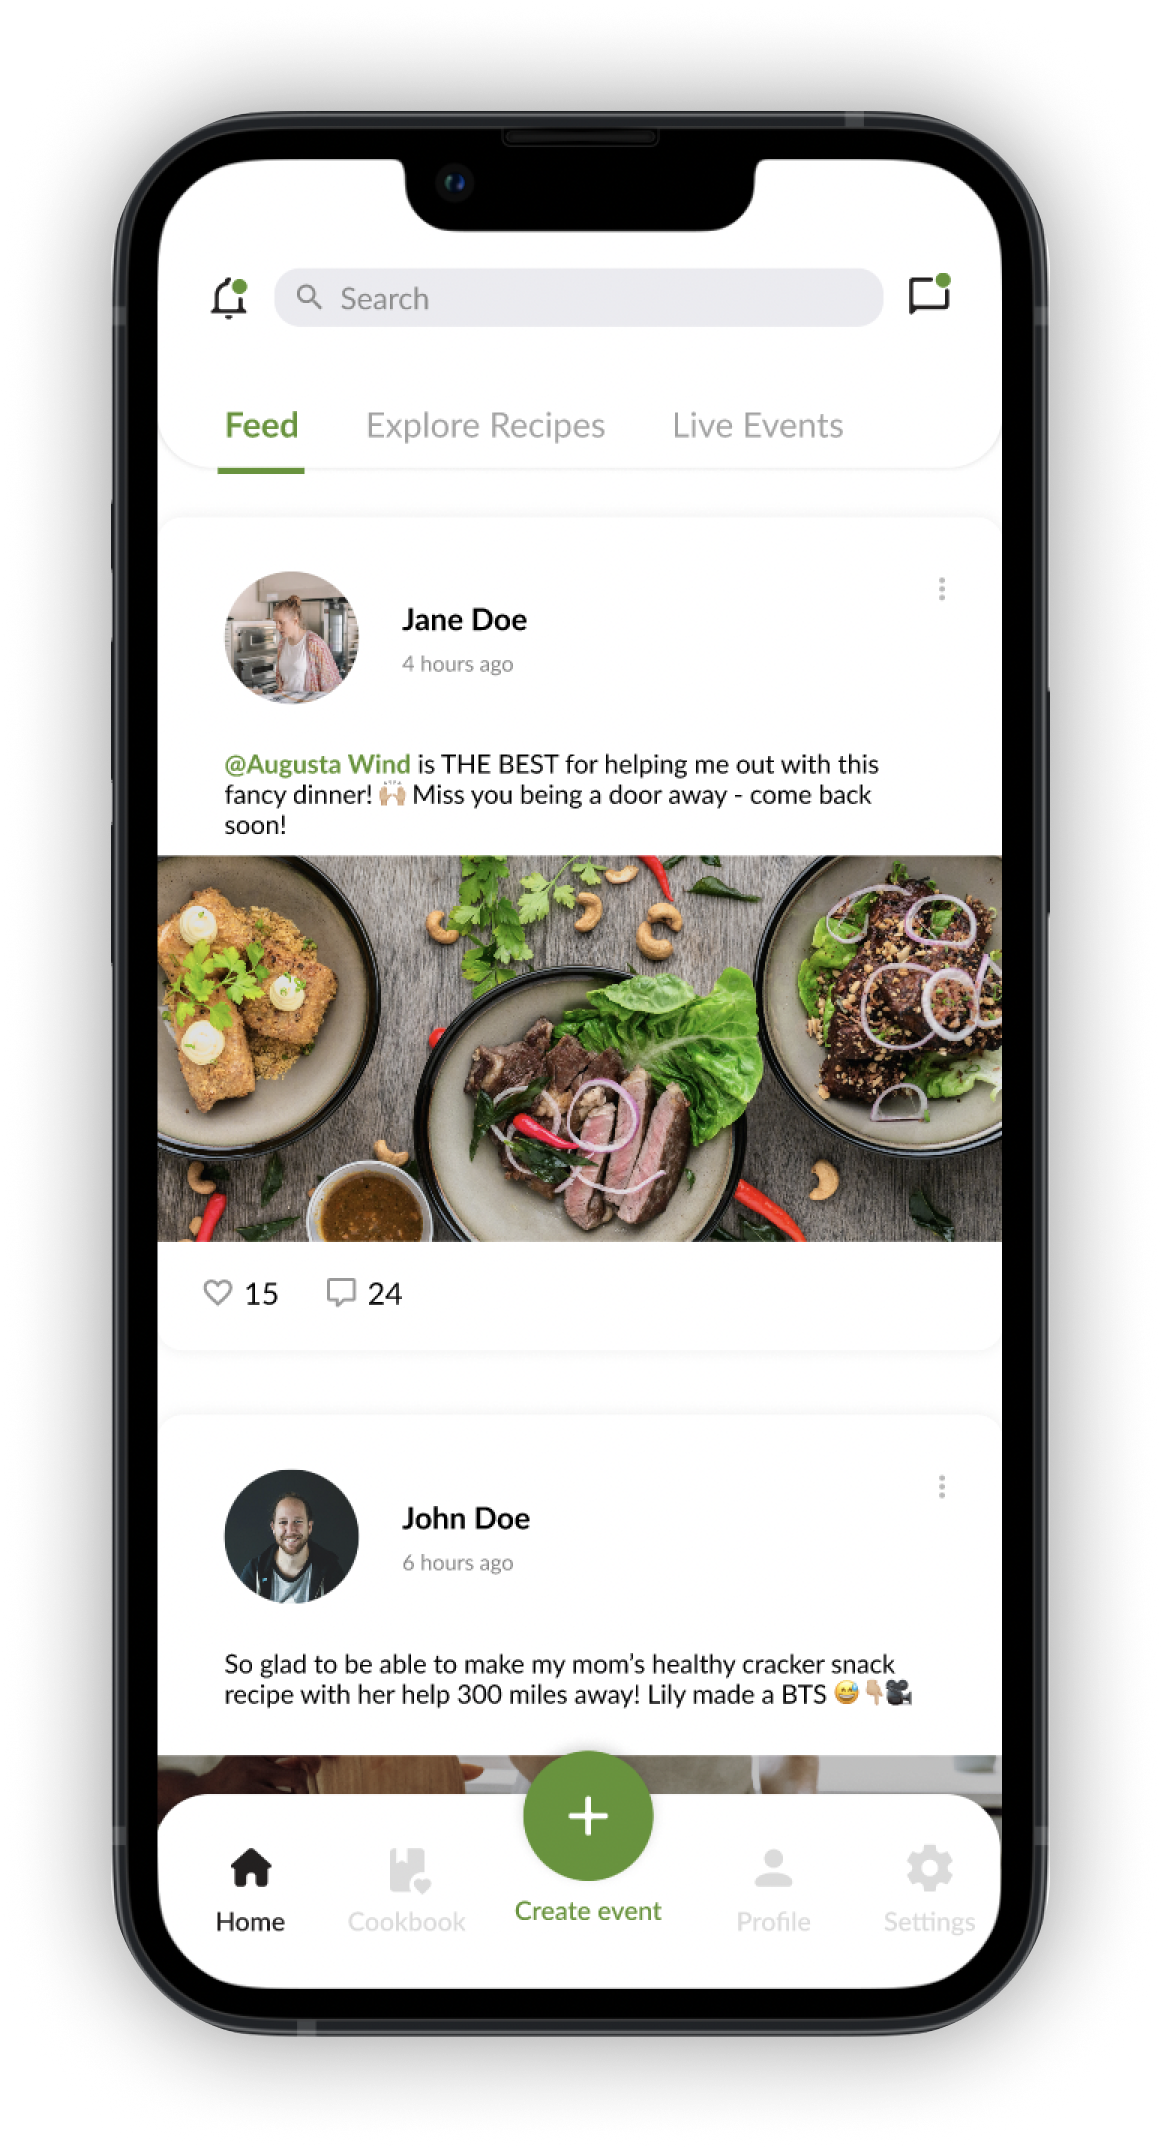 Search
Feed Explore Recipes Live Events
Jane Doe
4 hours ago
@Augusta Wind is THE BEST for helping me out with this
fancy dinner! 🙌🏼 Miss you being a door away - come back
soon!
15 24
John Doe
6 hours ago
So glad to be able to make my mom’s healthy cracker snack
recipe with her help 300 miles away! Lily made a BTS 😅👇🏼🎥
Home Cookbook Create event Profile Settings